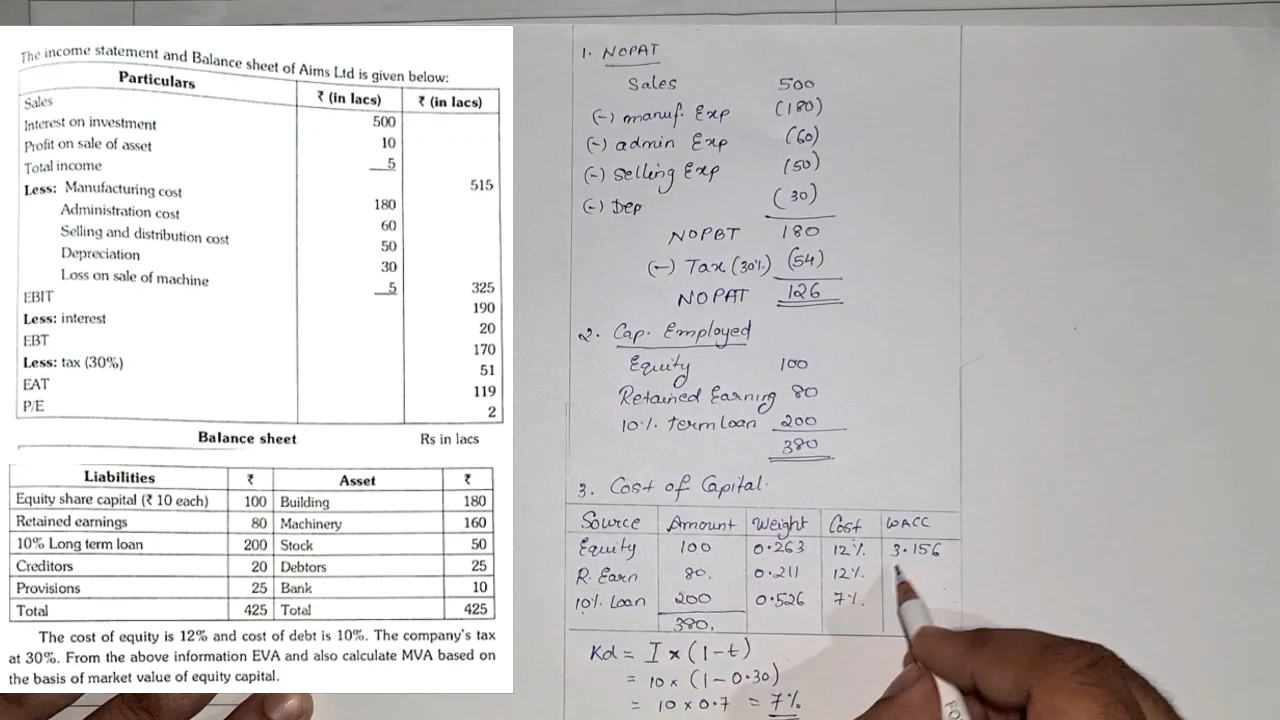 The income statement and Balance sheet of Aims Ltd is given below:
Particulars ₹ (in lacs) ₹ (in lacs)
Sales 500
Interest on investment 10
Profit on sale of asset 5
Total income 515
Less: Manufacturing cost 180
Administration cost 60
Selling and distribution cost 50
Depreciation 30
Loss on sale of machine 5 325
EBIT 190
Less: interest 20
EBT 170
Less: tax (30%) 51
EAT 119
P/E 2
Balance sheet Rs in lacs
Liabilities ₹ Asset ₹
Equity share capital (₹ 10 each) 100 Building 180
Retained earnings 80 Machinery 160
10% Long term loan 200 Stock 50
Creditors 20 Debtors 25
Provisions 25 Bank 10
Total 425 Total 425
The cost of equity is 12% and cost of debt is 10%. The company's tax
at 30%. From the above information EVA and also calculate MVA based on
the basis of market value of equity capital.
1. NOPAT
Sales 500
(-) manuf. Exp (180)
(-) admin Exp (60)
(-) Selling Exp (50)
(-) Dep (30)
NOPBT 180
(-) Tax (30%) (54)
NOPAT 126
2. Cap. Employed
Equity 100
Retained Earning 80
10% term loan 200
380
3. Cost of Capital.
Source Amount Weight Cost WACC
Equity 100 0.263 12% 3.156
R. Earn 80. 0.211 12%
10% Loan 200 0.526 7%
380.
Kd = I x (1-t)
= 10 x (1-0.30)
= 10 x 0.7 = 7%
FO